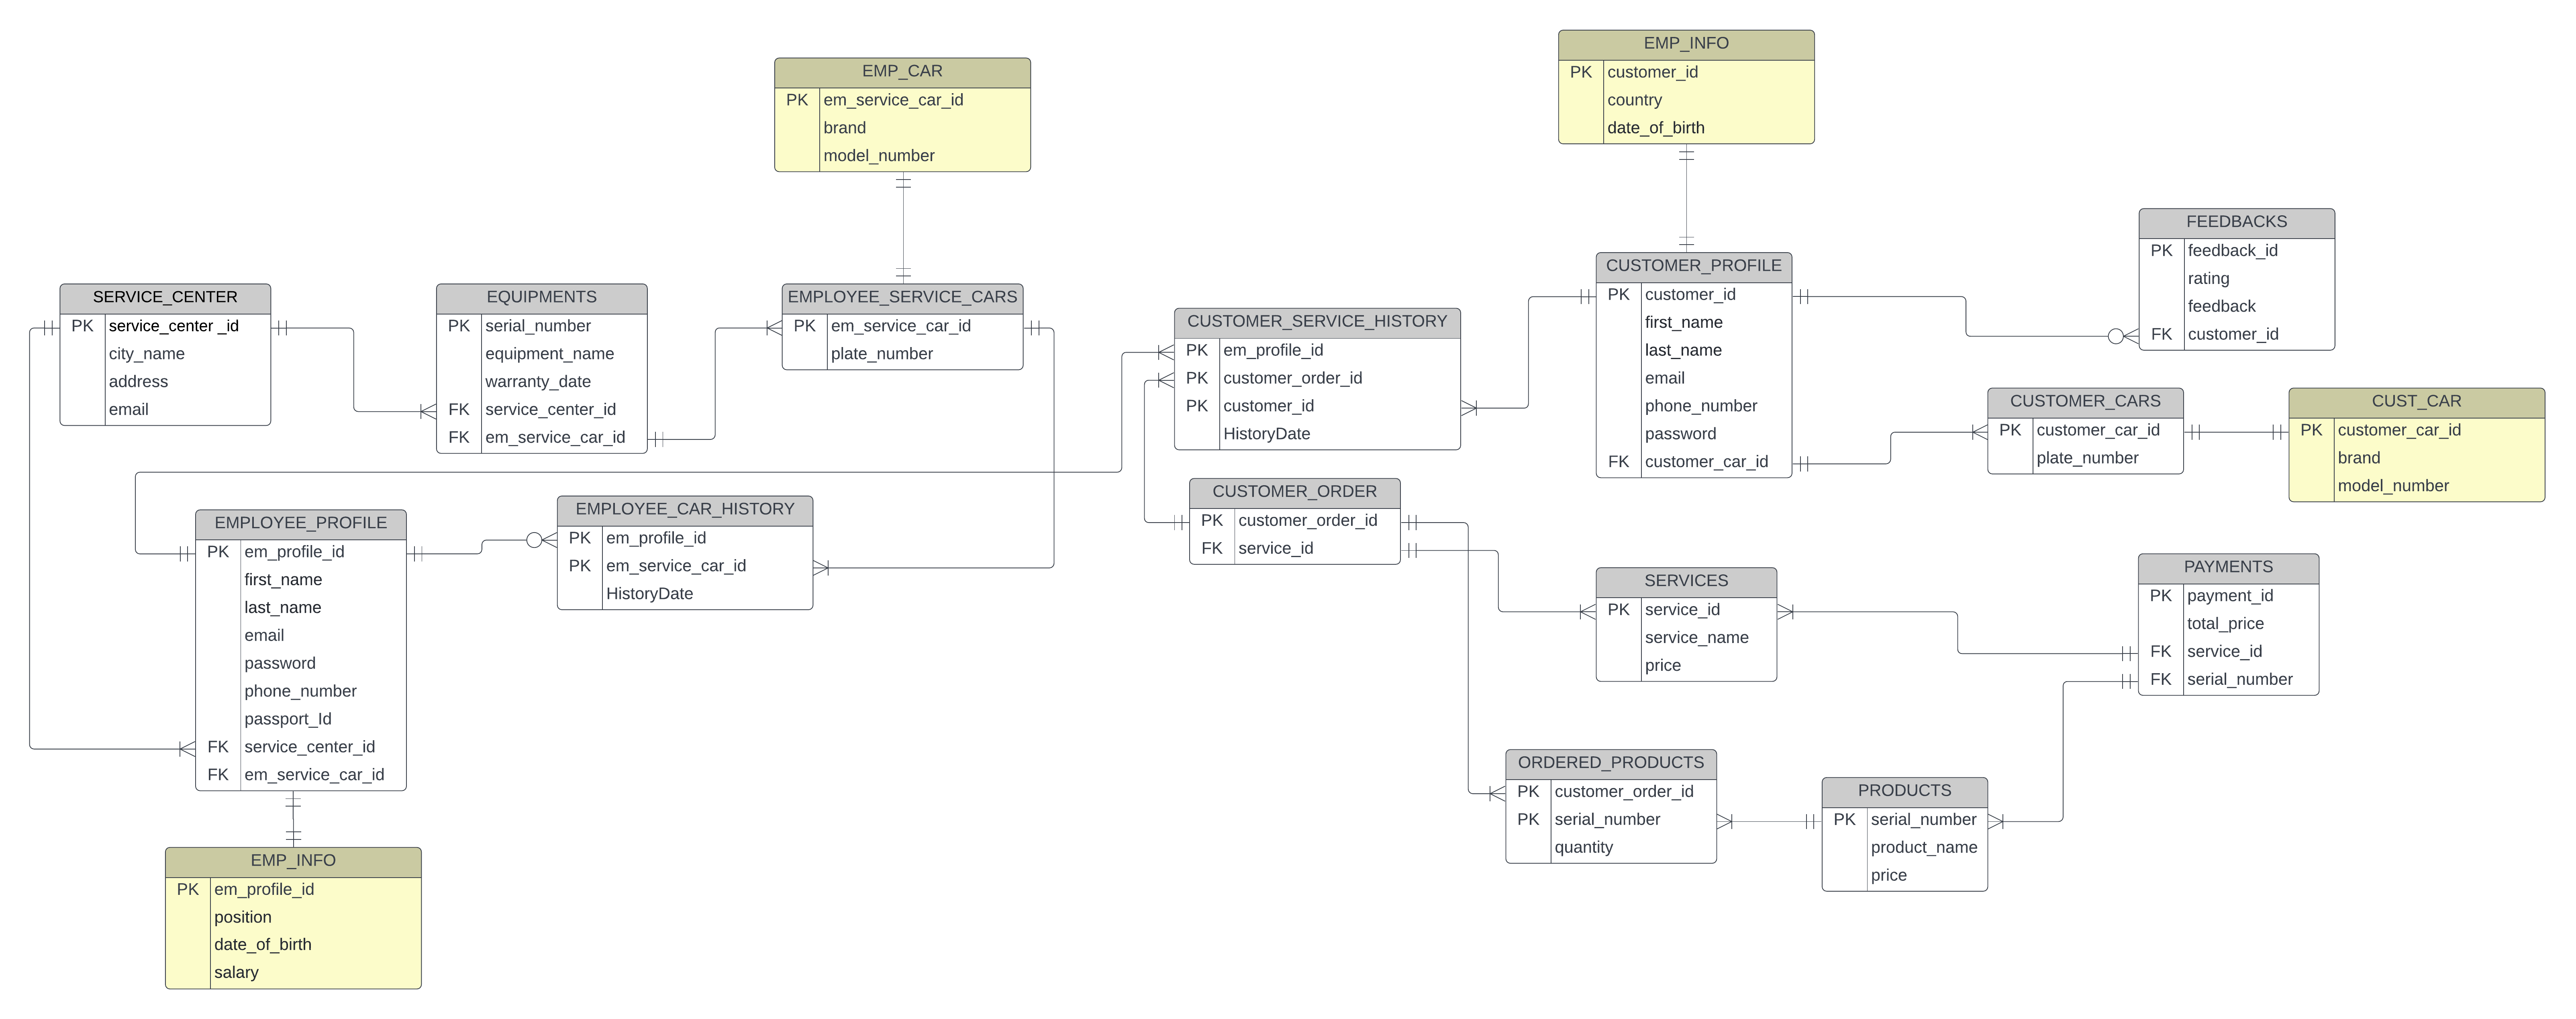 EMP_CAR
PK em_service_car_id
brand
model_number
EMP_INFO
PK customer_id
country
date_of_birth
SERVICE_CENTER
PK service_center _id
city_name
address
email
EQUIPMENTS
PK serial_number
equipment_name
warranty_date
FK service_center_id
FK em_service_car_id
EMPLOYEE_SERVICE_CARS
PK em_service_car_id
plate_number
CUSTOMER_SERVICE_HISTORY
PK em_profile_id
PK customer_order_id
PK customer_id
HistoryDate
CUSTOMER_PROFILE
PK customer_id
first_name
last_name
email
phone_number
password
FK customer_car_id
FEEDBACKS
PK feedback_id
rating
feedback
FK customer_id
CUSTOMER_CARS
PK customer_car_id
plate_number
CUST_CAR
PK customer_car_id
brand
model_number
EMPLOYEE_PROFILE
PK em_profile_id
first_name
last_name
email
password
phone_number
passport_Id
FK service_center_id
FK em_service_car_id
EMPLOYEE_CAR_HISTORY
PK em_profile_id
PK em_service_car_id
HistoryDate
CUSTOMER_ORDER
PK customer_order_id
FK service_id
SERVICES
PK service_id
service_name
price
PAYMENTS
PK payment_id
total_price
FK service_id
FK serial_number
ORDERED_PRODUCTS
PK customer_order_id
PK serial_number
quantity
PRODUCTS
PK serial_number
product_name
price
EMP_INFO
PK em_profile_id
position
date_of_birth
salary